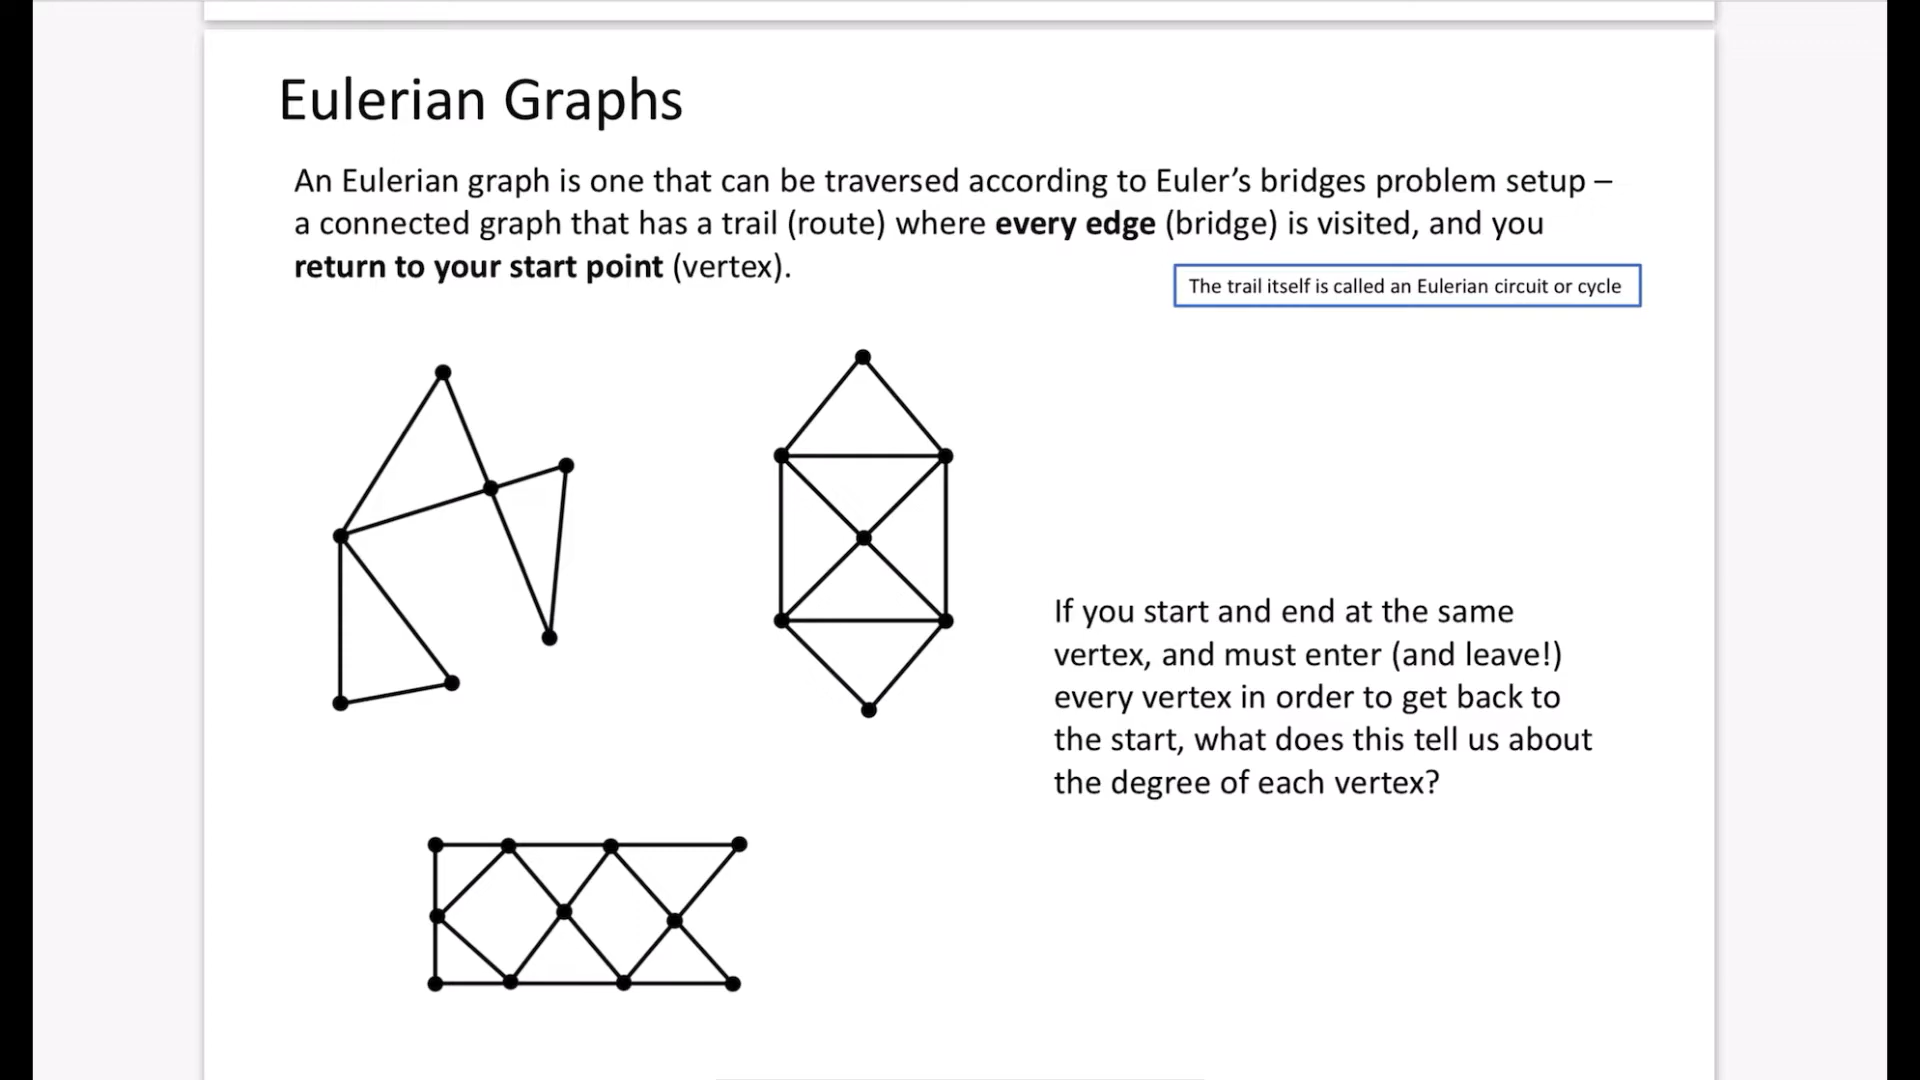 Eulerian Graphs
An Eulerian graph is one that can be traversed according to Euler’s bridges problem setup –
a connected graph that has a trail (route) where every edge (bridge) is visited, and you
return to your start point (vertex).
The trail itself is called an Eulerian circuit or cycle
If you start and end at the same
vertex, and must enter (and leave!)
every vertex in order to get back to
the start, what does this tell us about
the degree of each vertex?